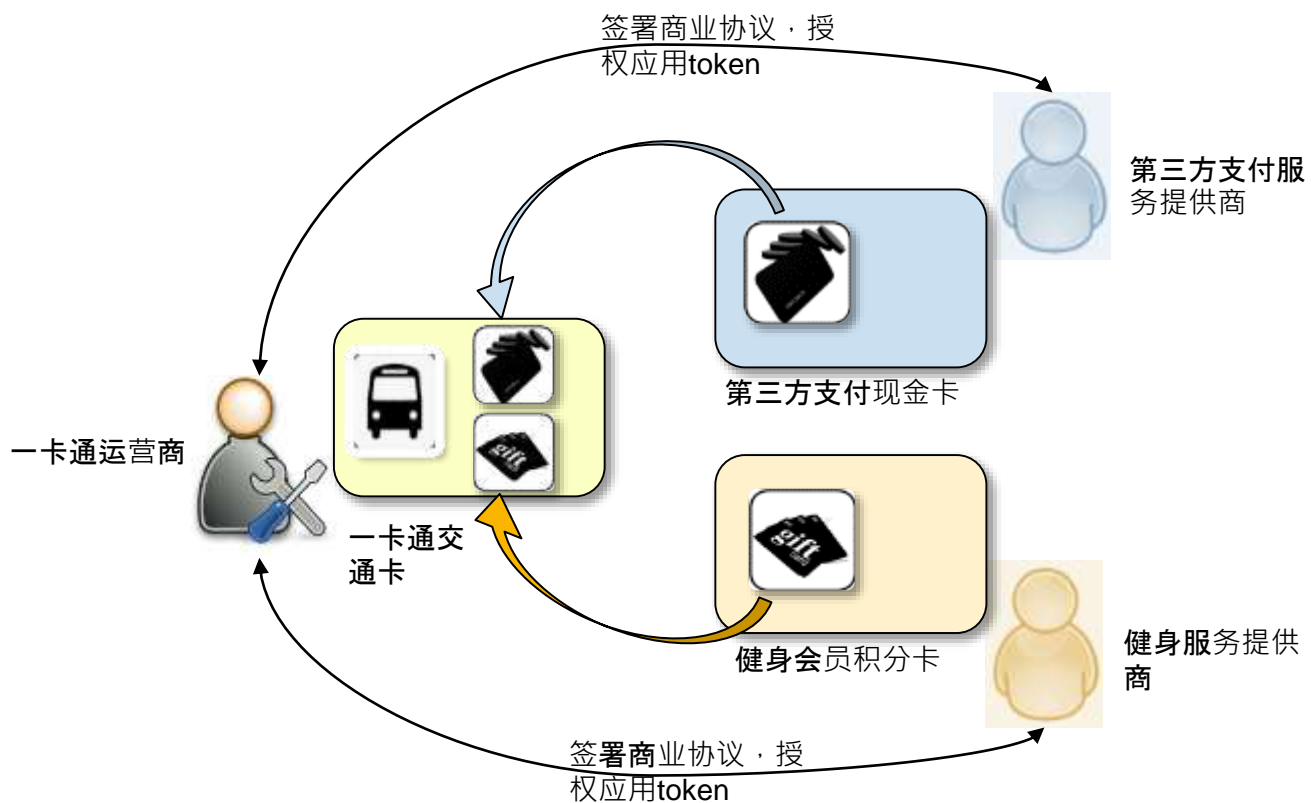 签署商业协议，授
权应用token
第三方支付服
务提供商
第三方支付现金卡
一卡通运营商
一卡通交
通卡
gift
健身会员积分卡
健身服务提供
商
签署商业协议，授
权应用token